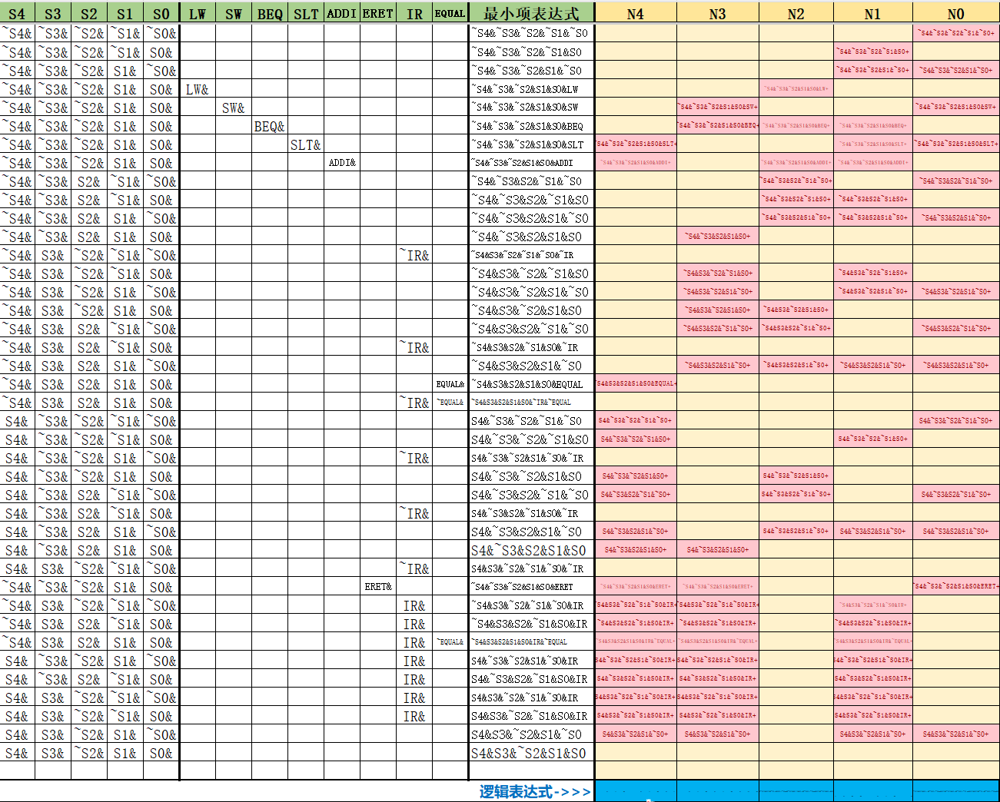 S4 S3 S2 S1 S0 LW SW BEQ SLT ADDI ERET IR EQUAL 最小项表达式 N4 N3 N2 N1 N0
~S4& ~S3& ~S2& ~S1& ~S0& ~S4&~S3&~S2&~S1&~S0 ~S4&~S3&~S2&~S1&~S0+
~S4& ~S3& ~S2& ~S1& S0& ~S4&~S3&~S2&~S1&S0 ~S4&~S3&~S2&~S1&S0+
~S4& ~S3& ~S2& S1& ~S0& ~S4&~S3&~S2&S1&~S0 ~S4&~S3&~S2&S1&~S0+ ~S4&~S3&~S2&S1&~S0+
~S4& ~S3& ~S2& S1& S0& LW& ~S4&~S3&~S2&S1&S0&LW ~S4&~S3&~S2&S1&S0&LW+
~S4& ~S3& ~S2& S1& S0& SW& ~S4&~S3&~S2&S1&S0&SW ~S4&~S3&~S2&S1&S0&SW+ ~S4&~S3&~S2&S1&S0&SW+
~S4& ~S3& ~S2& S1& S0& BEQ& ~S4&~S3&~S2&S1&S0&BEQ ~S4&~S3&~S2&S1&S0&BEQ+ ~S4&~S3&~S2&S1&S0&BEQ+ ~S4&~S3&~S2&S1&S0&BEQ+
~S4& ~S3& ~S2& S1& S0& SLT& ~S4&~S3&~S2&S1&S0&SLT ~S4&~S3&~S2&S1&S0&SLT+ ~S4&~S3&~S2&S1&S0&SLT+ ~S4&~S3&~S2&S1&S0&SLT+
~S4& ~S3& ~S2& S1& S0& ADDI& ~S4&~S3&~S2&S1&S0&ADDI ~S4&~S3&~S2&S1&S0&ADDI+ ~S4&~S3&~S2&S1&S0&ADDI+ ~S4&~S3&~S2&S1&S0&ADDI+
~S4& ~S3& S2& ~S1& ~S0& ~S4&~S3&S2&~S1&~S0 ~S4&~S3&S2&~S1&~S0+ ~S4&~S3&S2&~S1&~S0+
~S4& ~S3& S2& ~S1& S0& ~S4&~S3&S2&~S1&S0 ~S4&~S3&S2&~S1&S0+ ~S4&~S3&S2&~S1&S0+
~S4& ~S3& S2& S1& ~S0& ~S4&~S3&S2&S1&~S0 ~S4&~S3&S2&S1&~S0+ ~S4&~S3&S2&S1&~S0+ ~S4&~S3&S2&S1&~S0+
~S4& ~S3& S2& S1& S0& ~S4&~S3&S2&S1&S0 ~S4&~S3&S2&S1&S0+
~S4& S3& ~S2& ~S1& ~S0& ~IR& ~S4&S3&~S2&~S1&~S0&~IR
~S4& S3& ~S2& ~S1& S0& ~S4&S3&~S2&~S1&S0 ~S4&S3&~S2&~S1&S0+ ~S4&S3&~S2&~S1&S0+
~S4& S3& ~S2& S1& ~S0& ~S4&S3&~S2&S1&~S0 ~S4&S3&~S2&S1&~S0+ ~S4&S3&~S2&S1&~S0+ ~S4&S3&~S2&S1&~S0+
~S4& S3& ~S2& S1& S0& ~S4&S3&~S2&S1&S0 ~S4&S3&~S2&S1&S0+ ~S4&S3&~S2&S1&S0+
~S4& S3& S2& ~S1& ~S0& ~S4&S3&S2&~S1&~S0 ~S4&S3&S2&~S1&~S0+ ~S4&S3&S2&~S1&~S0+ ~S4&S3&S2&~S1&~S0+
~S4& S3& S2& ~S1& S0& ~IR& ~S4&S3&S2&~S1&S0&~IR
~S4& S3& S2& S1& ~S0& ~S4&S3&S2&S1&~S0 ~S4&S3&S2&S1&~S0+ ~S4&S3&S2&S1&~S0+ ~S4&S3&S2&S1&~S0+ ~S4&S3&S2&S1&~S0+
~S4& S3& S2& S1& S0& EQUAL& ~S4&S3&S2&S1&S0&EQUAL ~S4&S3&S2&S1&S0&EQUAL+
~S4& S3& S2& S1& S0& ~IR& ~EQUAL& ~S4&S3&S2&S1&S0&~IR&~EQUAL
S4& ~S3& ~S2& ~S1& ~S0& S4&~S3&~S2&~S1&~S0 S4&~S3&~S2&~S1&~S0+ S4&~S3&~S2&~S1&~S0+
S4& ~S3& ~S2& ~S1& S0& S4&~S3&~S2&~S1&S0 S4&~S3&~S2&~S1&S0+ S4&~S3&~S2&~S1&S0+
S4& ~S3& ~S2& S1& ~S0& ~IR& S4&~S3&~S2&S1&~S0&~IR
S4& ~S3& ~S2& S1& S0& S4&~S3&~S2&S1&S0 S4&~S3&~S2&S1&S0+ S4&~S3&~S2&S1&S0+
S4& ~S3& S2& ~S1& ~S0& S4&~S3&S2&~S1&~S0 S4&~S3&S2&~S1&~S0+ S4&~S3&S2&~S1&~S0+ S4&~S3&S2&~S1&~S0+
S4& ~S3& S2& ~S1& S0& ~IR& S4&~S3&S2&~S1&S0&~IR
S4& ~S3& S2& S1& ~S0& S4&~S3&S2&S1&~S0 S4&~S3&S2&S1&~S0+ S4&~S3&S2&S1&~S0+ S4&~S3&S2&S1&~S0+ S4&~S3&S2&S1&~S0+
S4& ~S3& S2& S1& S0& S4&~S3&S2&S1&S0 S4&~S3&S2&S1&S0+ S4&~S3&S2&S1&S0+
S4& S3& ~S2& ~S1& ~S0& ~IR& S4&S3&~S2&~S1&~S0&~IR
~S4& ~S3& ~S2& S1& S0& ERET& ~S4&~S3&~S2&S1&S0&ERET ~S4&~S3&~S2&S1&S0&ERET+ ~S4&~S3&~S2&S1&S0&ERET+ ~S4&~S3&~S2&S1&S0&ERET+
~S4& S3& ~S2& ~S1& ~S0& IR& ~S4&S3&~S2&~S1&~S0&IR ~S4&S3&~S2&~S1&~S0&IR+ ~S4&S3&~S2&~S1&~S0&IR+ ~S4&S3&~S2&~S1&~S0&IR+
~S4& S3& S2& ~S1& S0& IR& ~S4&S3&S2&~S1&S0&IR ~S4&S3&S2&~S1&S0&IR+ ~S4&S3&S2&~S1&S0&IR+ ~S4&S3&S2&~S1&S0&IR+
~S4& S3& S2& S1& S0& IR& ~EQUAL& ~S4&S3&S2&S1&S0&IR&~EQUAL ~S4&S3&S2&S1&S0&IR&~EQUAL+ ~S4&S3&S2&S1&S0&IR&~EQUAL+ ~S4&S3&S2&S1&S0&IR&~EQUAL+
S4& ~S3& ~S2& S1& ~S0& IR& S4&~S3&~S2&S1&~S0&IR S4&~S3&~S2&S1&~S0&IR+ S4&~S3&~S2&S1&~S0&IR+ S4&~S3&~S2&S1&~S0&IR+
S4& ~S3& S2& ~S1& S0& IR& S4&~S3&S2&~S1&S0&IR S4&~S3&S2&~S1&S0&IR+ S4&~S3&S2&~S1&S0&IR+ S4&~S3&S2&~S1&S0&IR+
S4& S3& ~S2& ~S1& ~S0& IR& S4&S3&~S2&~S1&~S0&IR S4&S3&~S2&~S1&~S0&IR+ S4&S3&~S2&~S1&~S0&IR+ S4&S3&~S2&~S1&~S0&IR+
S4& S3& ~S2& ~S1& S0& IR& S4&S3&~S2&~S1&S0&IR S4&S3&~S2&~S1&S0&IR+ S4&S3&~S2&~S1&S0&IR+ S4&S3&~S2&~S1&S0&IR+
S4& S3& ~S2& S1& ~S0& S4&S3&~S2&S1&~S0 S4&S3&~S2&S1&~S0+ S4&S3&~S2&S1&~S0+ S4&S3&~S2&S1&~S0+ S4&S3&~S2&S1&~S0+
S4& S3& ~S2& S1& S0& S4&S3&~S2&S1&S0
逻辑表达式->>>